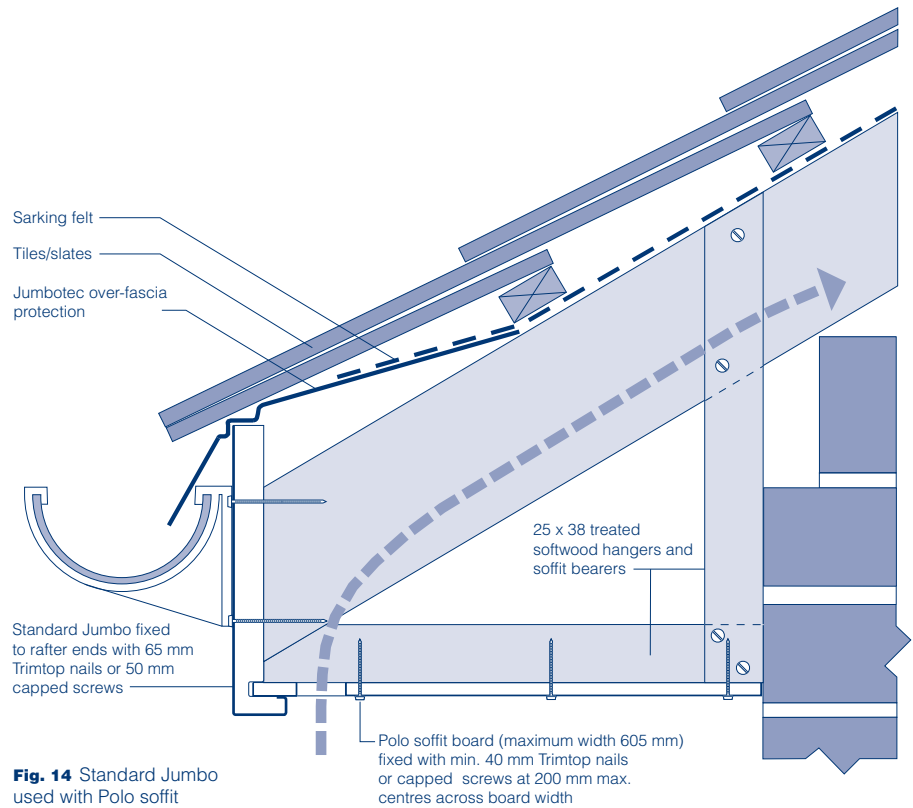 Sarking felt
Tiles/slates
Jumbotec over-fascia
protection
25 x 38 treated
softwood hangers and
soffit bearers
Standard Jumbo fixed
to rafter ends with 65 mm
Trimtop nails or 50 mm
capped screws
Polo soffit board (maximum width 605 mm)
fixed with min. 40 mm Trimtop nails
or capped screws at 200 mm max.
centres across board width
Fig. 14 Standard Jumbo
used with Polo soffit